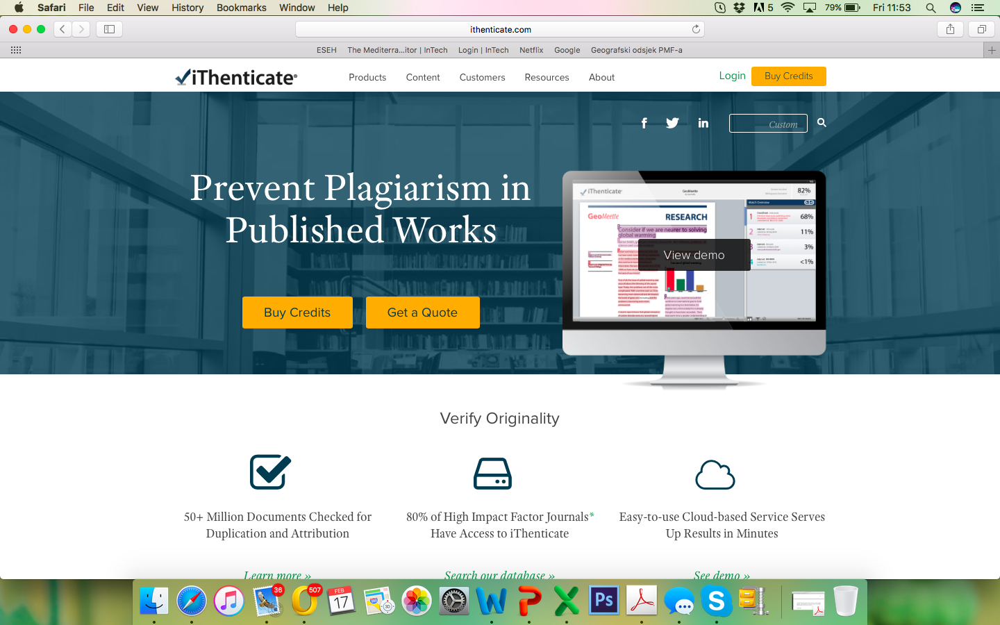 Safari File Edit View History Bookmarks Window Help
5 79% Fri 11:53
ithenticate.com
ESEH The Mediterra...itor | InTech Login | InTech Netflix Google Geografski odsjek PMF-a
iThenticate®
Products Content Customers Resources About
Login Buy Credits
Custom
Prevent Plagiarism in
Published Works
Buy Credits Get a Quote
iThenticate
GeoMeette
82%
Match Overview
GeoMeette RESEARCH
Consider if we are nearer to solving
global warming
1 68%
2 11%
3 3%
4 <1%
View demo
Verify Originality
50+ Million Documents Checked for
Duplication and Attribution
80% of High Impact Factor Journals*
Have Access to iThenticate
Easy-to-use Cloud-based Service Serves
Up Results in Minutes
Learn more »
Search our database »
See demo »
36
507
FEB
17
3D
Ps